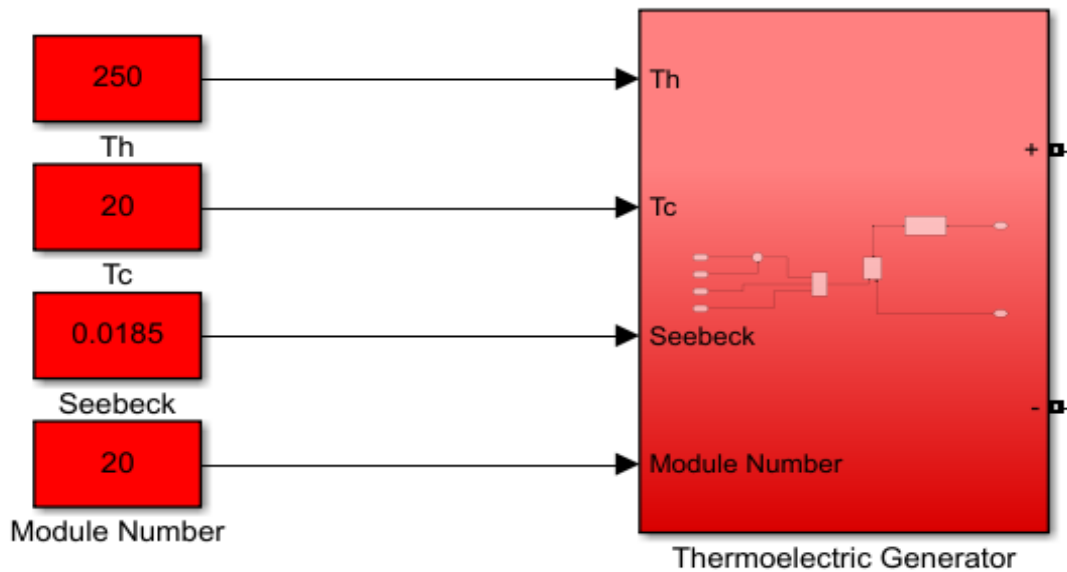 250
Th
Th
20
Tc
Tc
0.0185
Seebeck
Seebeck
20
Module Number
Module Number
+
-
Thermoelectric Generator